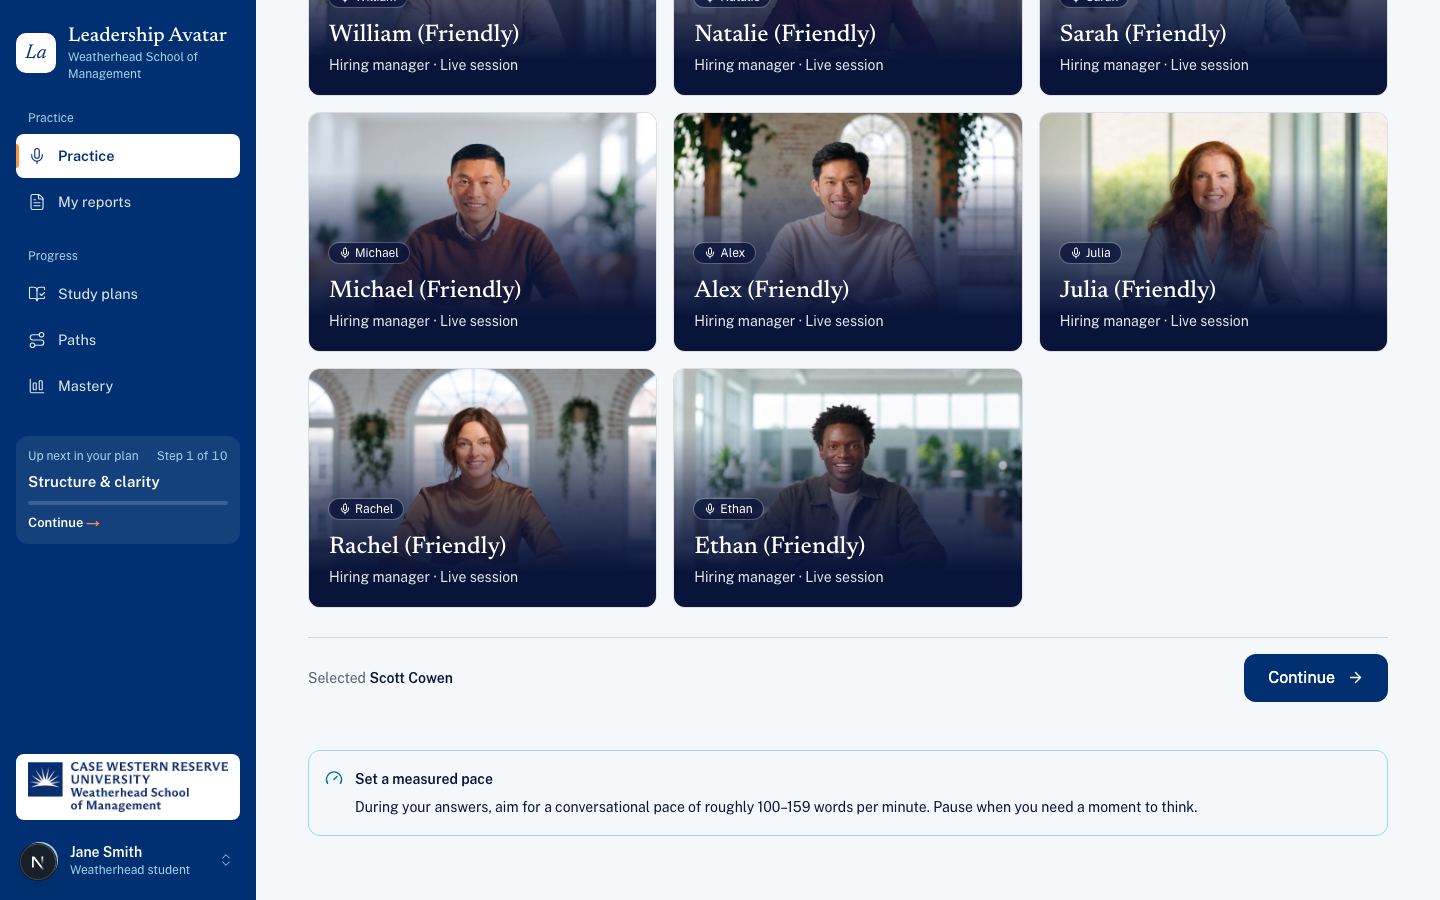 La
Leadership Avatar
Weatherhead School of
Management
Practice
Practice
My reports
Progress
Study plans
Paths
Mastery
Up next in your plan Step 1 of 10
Structure & clarity
Continue →
CASE WESTERN RESERVE
UNIVERSITY
Weatherhead School
of Management
N
Jane Smith
Weatherhead student
William (Friendly)
Hiring manager · Live session
Natalie (Friendly)
Hiring manager · Live session
Sarah (Friendly)
Hiring manager · Live session
Michael
Michael (Friendly)
Hiring manager · Live session
Alex
Alex (Friendly)
Hiring manager · Live session
Julia
Julia (Friendly)
Hiring manager · Live session
Rachel
Rachel (Friendly)
Hiring manager · Live session
Ethan
Ethan (Friendly)
Hiring manager · Live session
Selected Scott Cowen
Continue →
Set a measured pace
During your answers, aim for a conversational pace of roughly 100–159 words per minute. Pause when you need a moment to think.